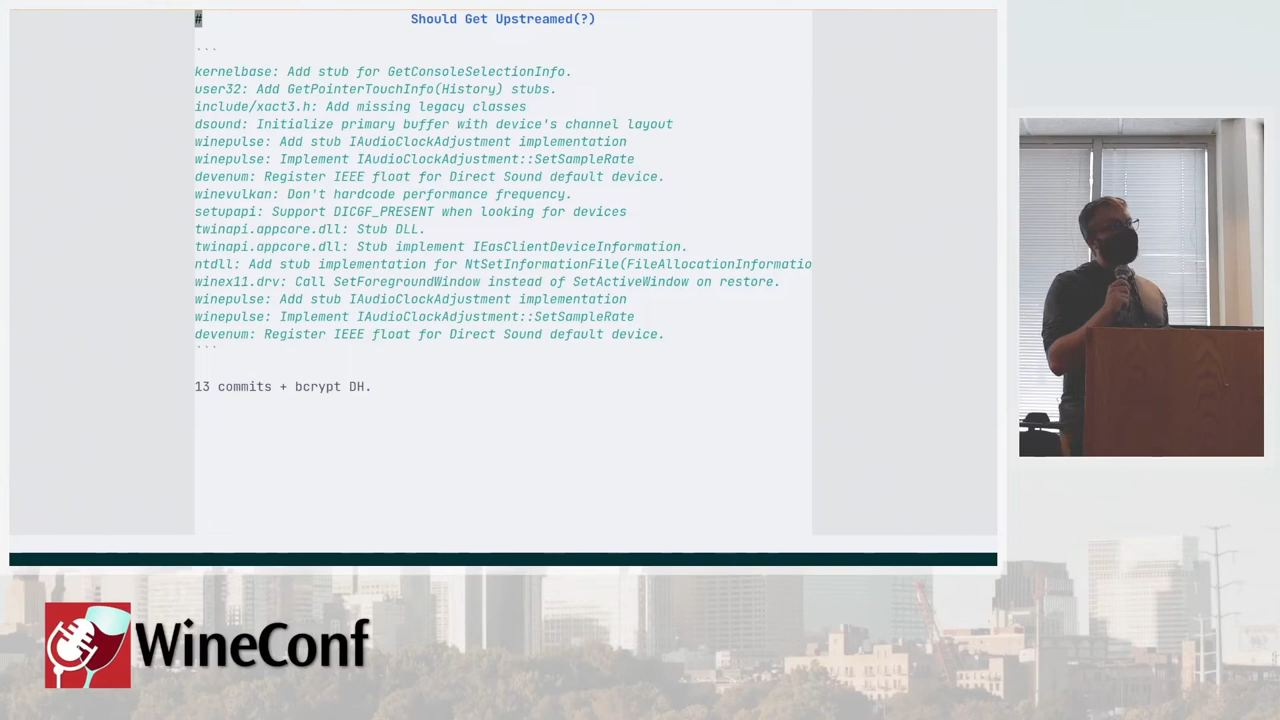 # Should Get Upstreamed(?)
```
kernelbase: Add stub for GetConsoleSelectionInfo.
user32: Add GetPointerTouchInfo(History) stubs.
include/xact3.h: Add missing legacy classes
dsound: Initialize primary buffer with device's channel layout
winepulse: Add stub IAudioClockAdjustment implementation
winepulse: Implement IAudioClockAdjustment::SetSampleRate
devenum: Register IEEE float for Direct Sound default device.
winevulkan: Don't hardcode performance frequency.
setupapi: Support DICGF_PRESENT when looking for devices
twinapi.appcore.dll: Stub DLL.
twinapi.appcore.dll: Stub implement IEasClientDeviceInformation.
ntdll: Add stub implementation for NtSetInformationFile(FileAllocationInformatio
winex11.drv: Call SetForegroundWindow instead of SetActiveWindow on restore.
winepulse: Add stub IAudioClockAdjustment implementation
winepulse: Implement IAudioClockAdjustment::SetSampleRate
devenum: Register IEEE float for Direct Sound default device.
```
13 commits + bcrypt DH.
WineConf